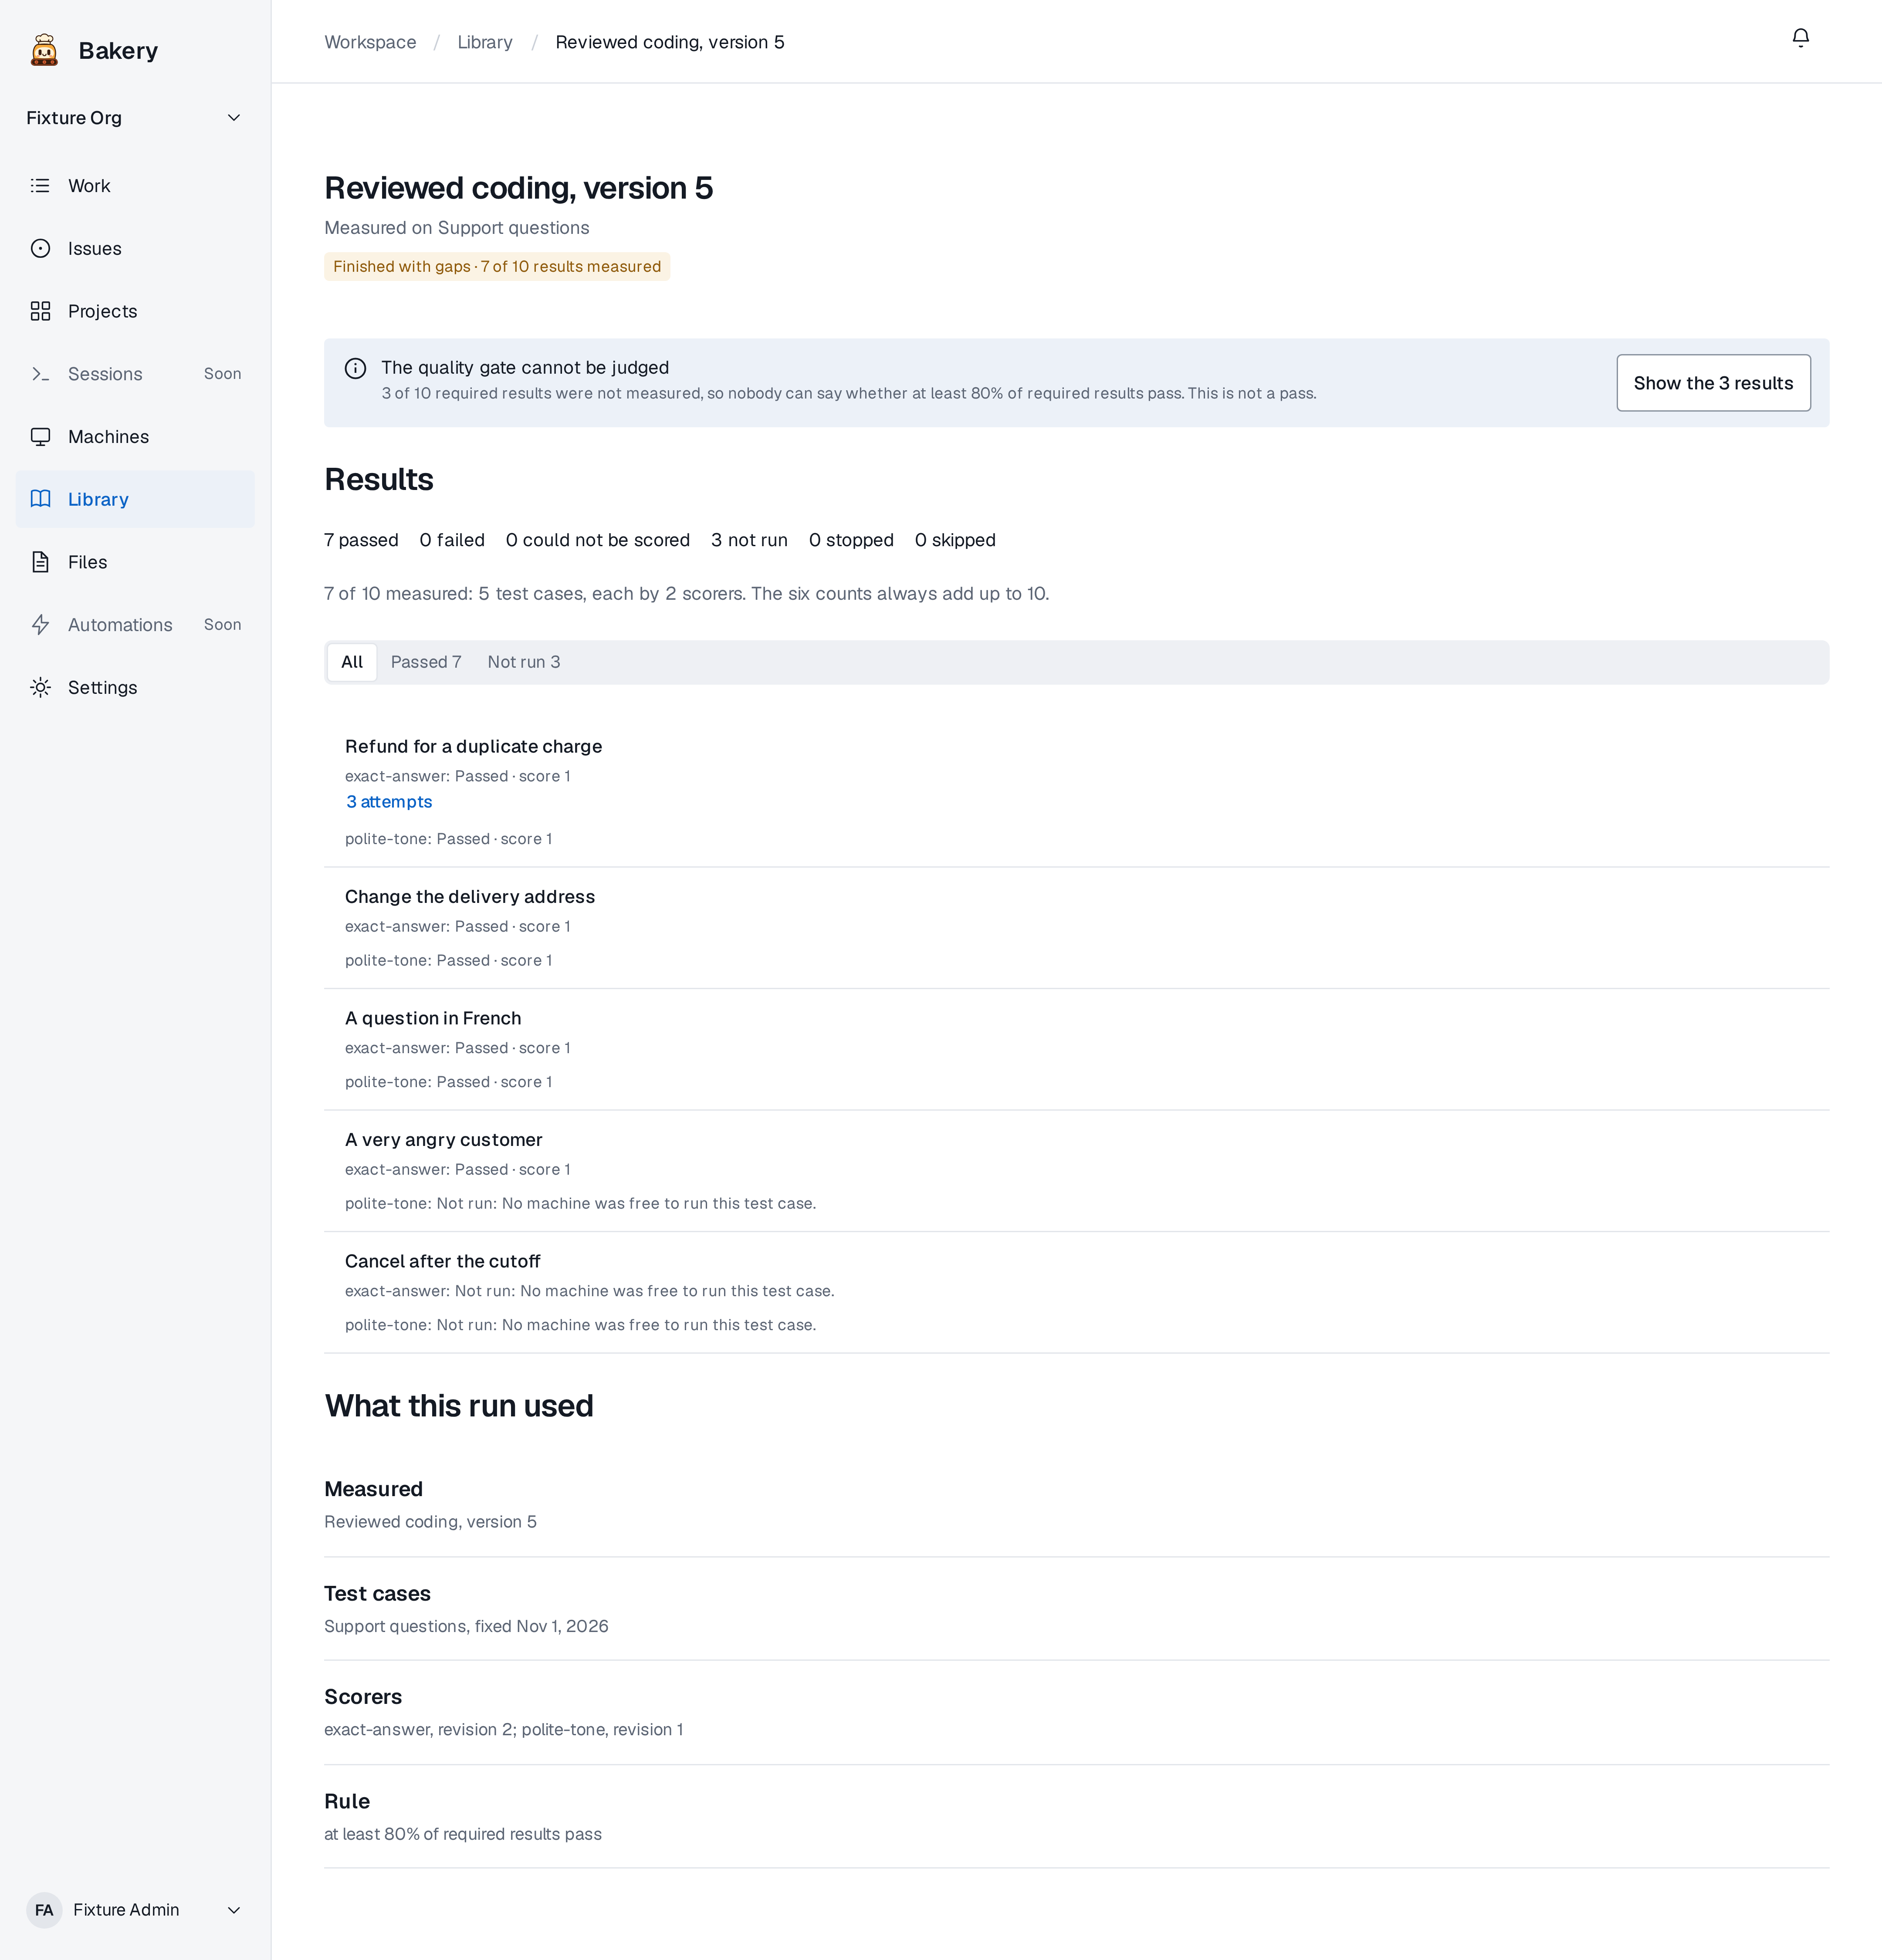 Bakery
Workspace / Library / Reviewed coding, version 5
Fixture Org
Work
Issues
Projects
Sessions Soon
Machines
Library
Files
Automations Soon
Settings
FA Fixture Admin
Reviewed coding, version 5
Measured on Support questions
Finished with gaps · 7 of 10 results measured
The quality gate cannot be judged
3 of 10 required results were not measured, so nobody can say whether at least 80% of required results pass. This is not a pass.
Show the 3 results
Results
7 passed 0 failed 0 could not be scored 3 not run 0 stopped 0 skipped
7 of 10 measured: 5 test cases, each by 2 scorers. The six counts always add up to 10.
All Passed 7 Not run 3
Refund for a duplicate charge
exact-answer: Passed · score 1
3 attempts
polite-tone: Passed · score 1
Change the delivery address
exact-answer: Passed · score 1
polite-tone: Passed · score 1
A question in French
exact-answer: Passed · score 1
polite-tone: Passed · score 1
A very angry customer
exact-answer: Passed · score 1
polite-tone: Not run: No machine was free to run this test case.
Cancel after the cutoff
exact-answer: Not run: No machine was free to run this test case.
polite-tone: Not run: No machine was free to run this test case.
What this run used
Measured
Reviewed coding, version 5
Test cases
Support questions, fixed Nov 1, 2026
Scorers
exact-answer, revision 2; polite-tone, revision 1
Rule
at least 80% of required results pass